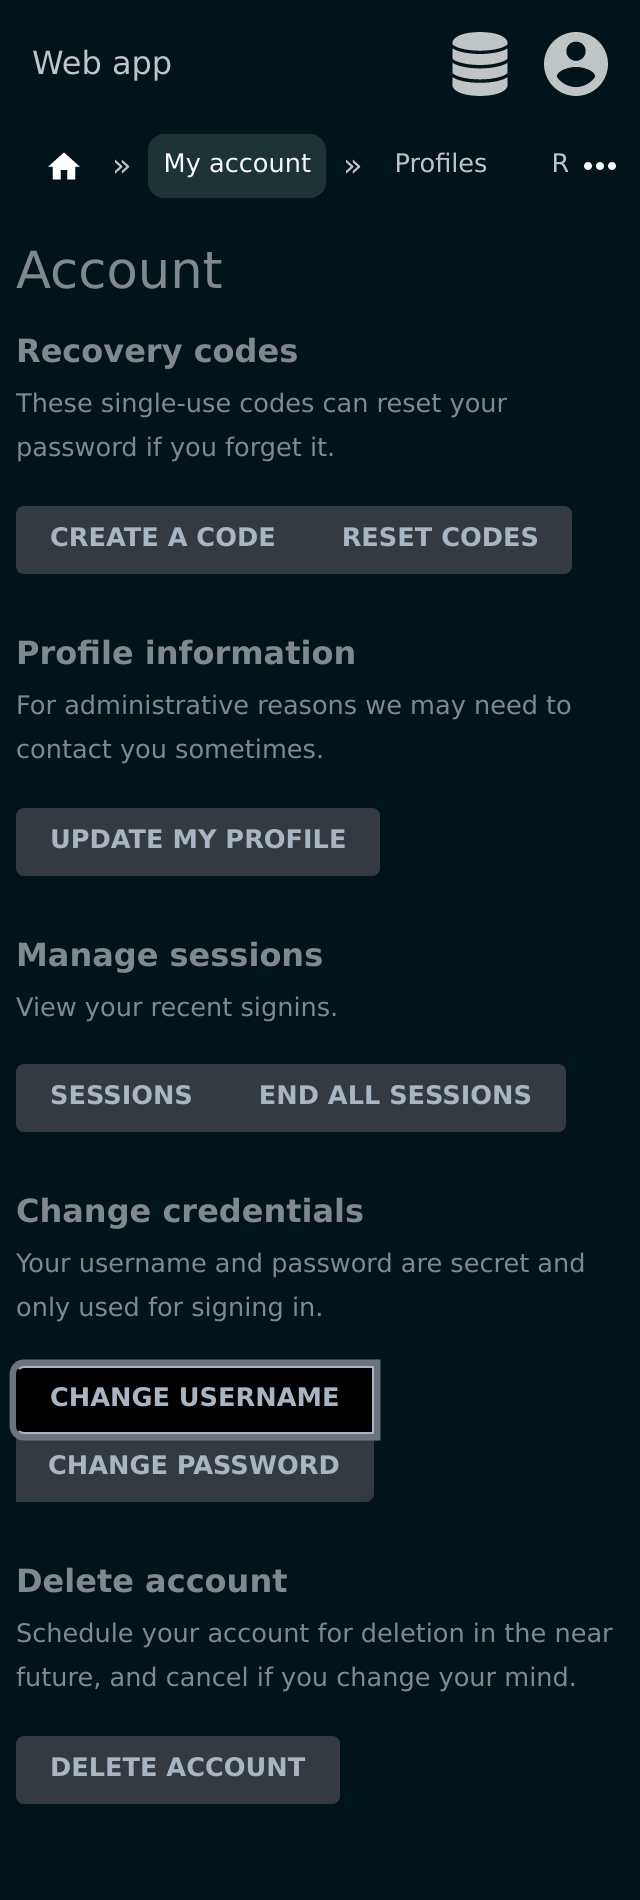 Web app
» My account » Profiles R •••
Account
Recovery codes
These single-use codes can reset your
password if you forget it.
CREATE A CODE RESET CODES
Profile information
For administrative reasons we may need to
contact you sometimes.
UPDATE MY PROFILE
Manage sessions
View your recent signins.
SESSIONS END ALL SESSIONS
Change credentials
Your username and password are secret and
only used for signing in.
CHANGE USERNAME
CHANGE PASSWORD
Delete account
Schedule your account for deletion in the near
future, and cancel if you change your mind.
DELETE ACCOUNT